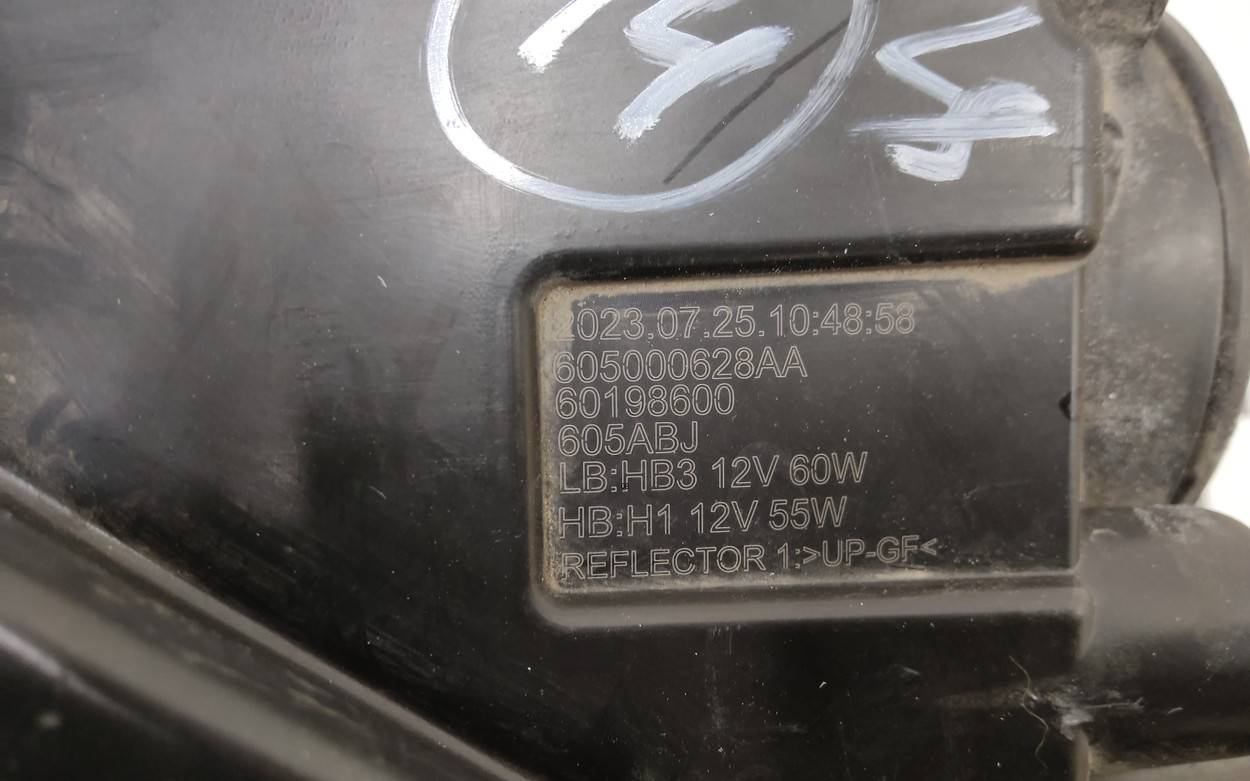 2023.07.25.10:48:58
605000628AA
60198600
605ABJ
LB:HB3 12V 60W
HB:H1 12V 55W
REFLECTOR 1:>UP-GF<